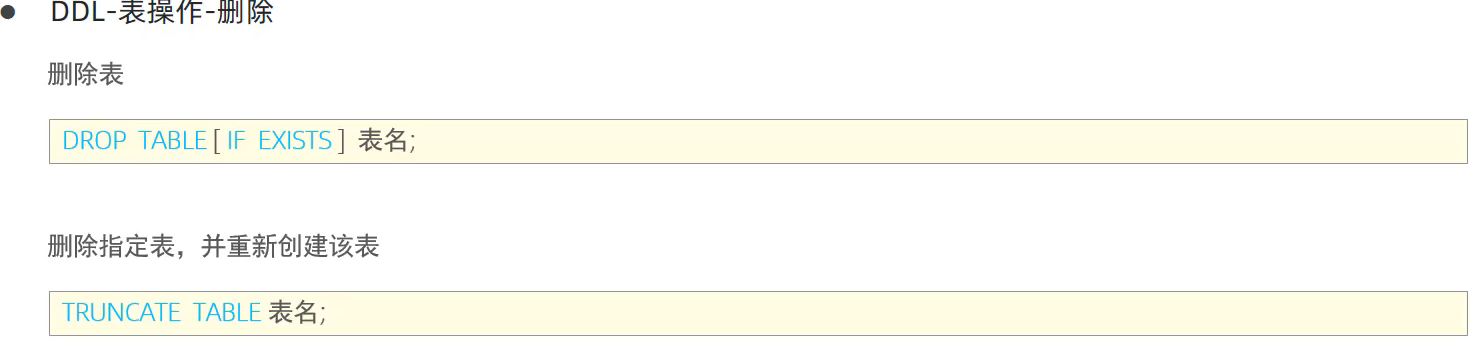 DDL-表操作-删除
删除表
DROP TABLE [ IF EXISTS ] 表名;
删除指定表，并重新创建该表
TRUNCATE TABLE 表名;